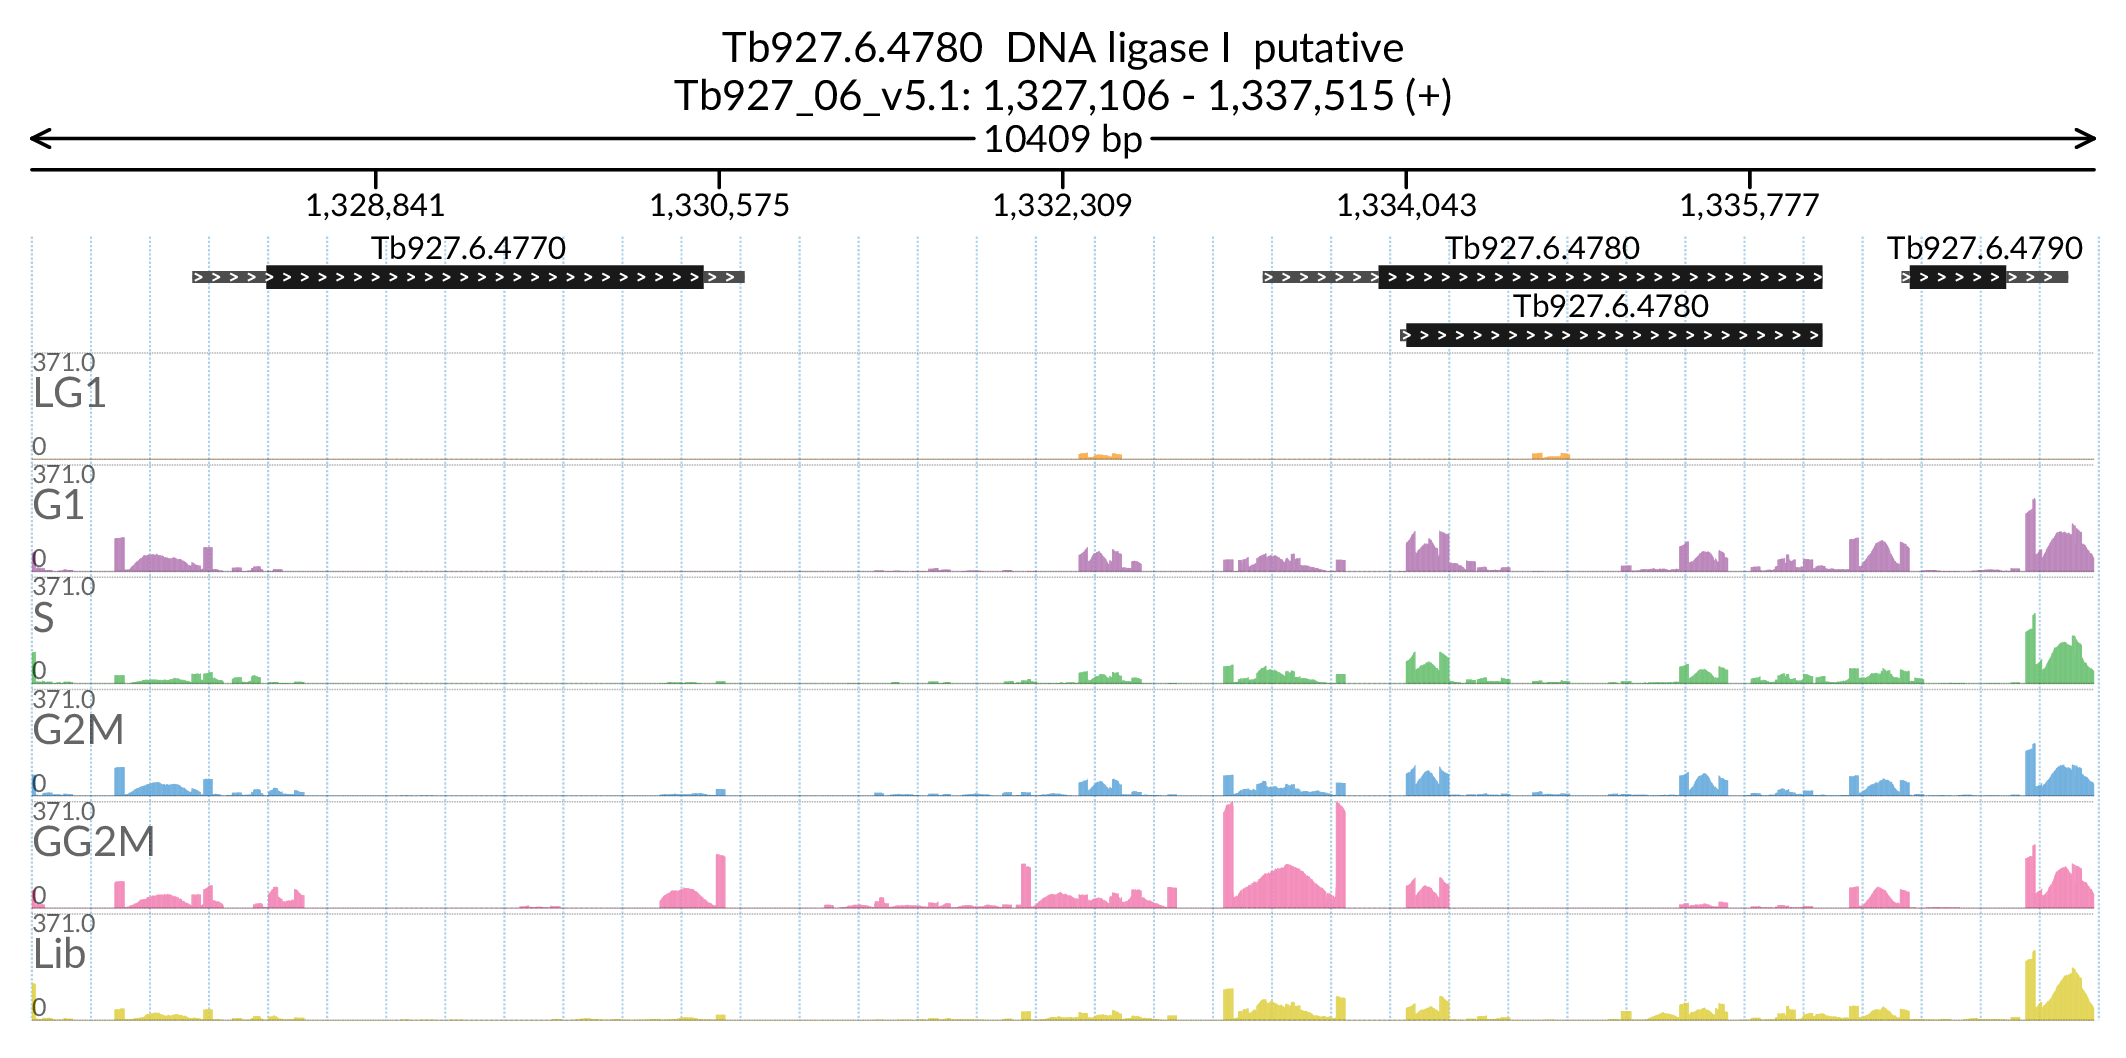 Tb927.6.4780  DNA ligase I  putative
Tb927_06_v5.1: 1,327,106 - 1,337,515 (+)
10409 bp
1,328,841 1,330,575 1,332,309 1,334,043 1,335,777
Tb927.6.4770 Tb927.6.4780 Tb927.6.4790
Tb927.6.4780
371.0
LG1
0
371.0
G1
0
371.0
S
0
371.0
G2M
0
371.0
GG2M
0
371.0
Lib
0